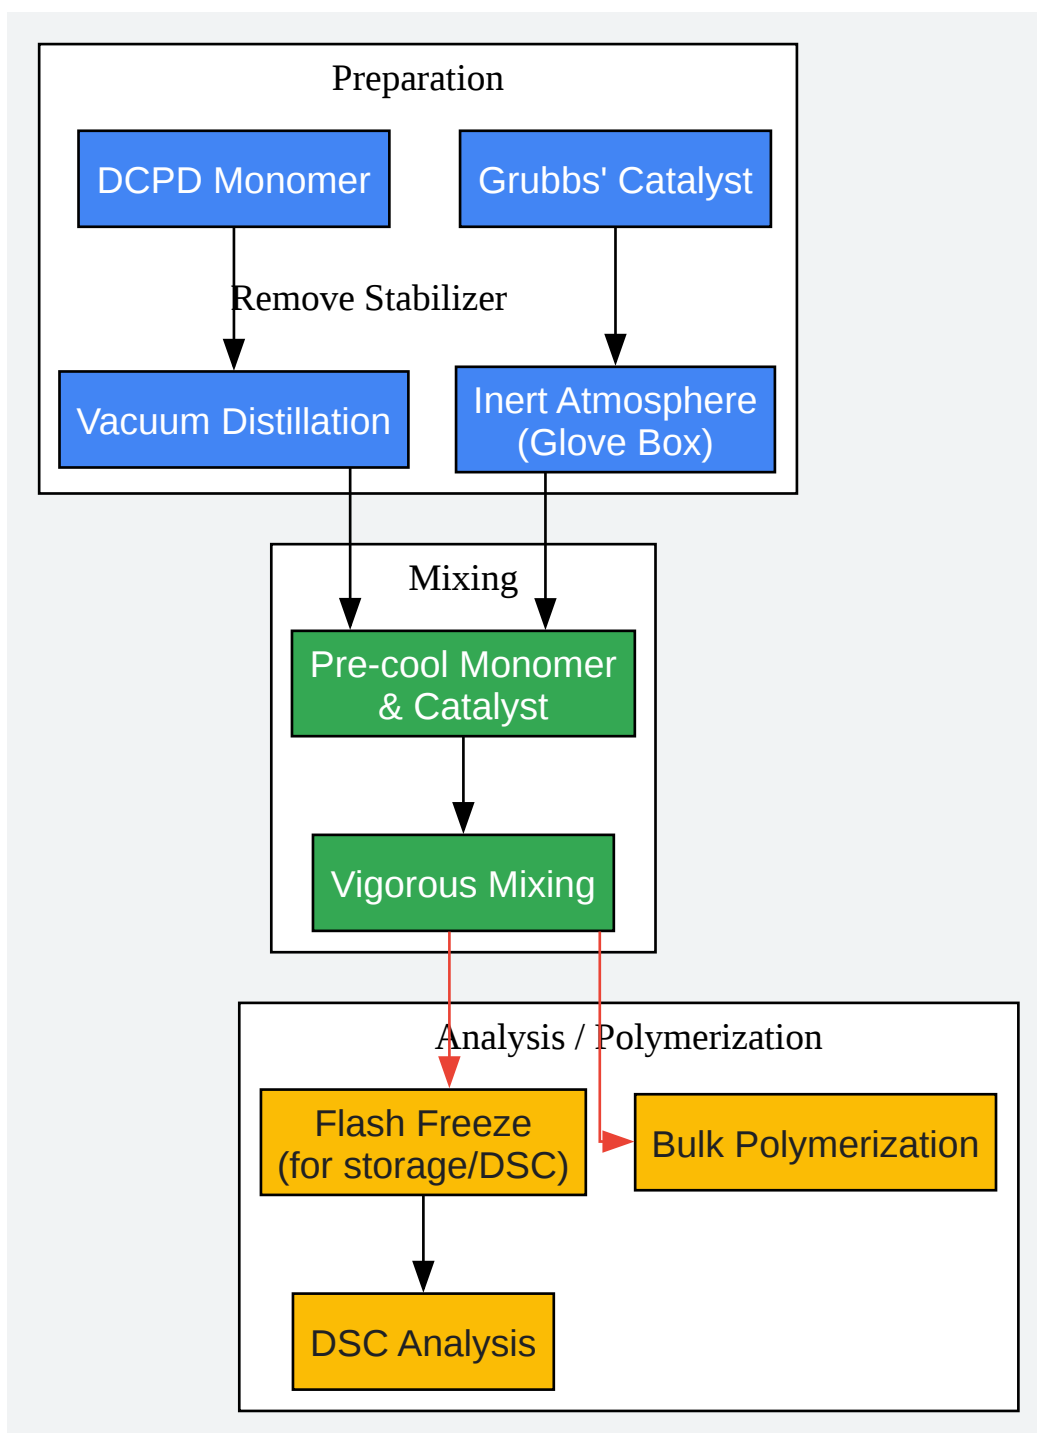 Preparation
DCPD Monomer
Grubbs' Catalyst
Remove Stabilizer
Vacuum Distillation
Inert Atmosphere
(Glove Box)
Mixing
Pre-cool Monomer
& Catalyst
Vigorous Mixing
Analysis / Polymerization
Flash Freeze
(for storage/DSC)
Bulk Polymerization
DSC Analysis